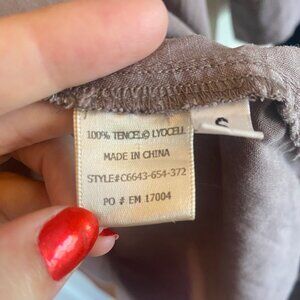 100% TENCEL© LYOCELL
MADE IN CHINA
STYLE#C6643-654-372
PO # EM 17004
S